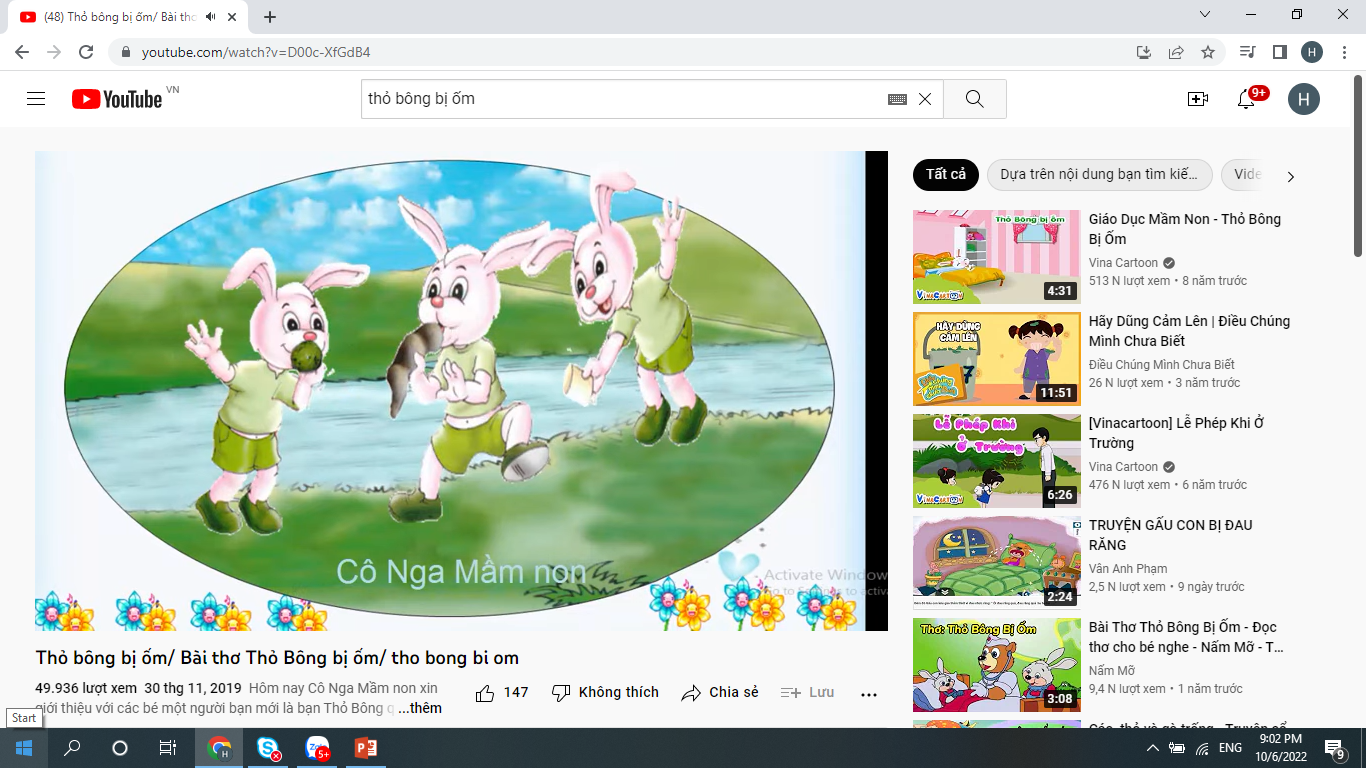 (48) Thỏ bông bị ốm/ Bài thơ
youtube.com/watch?v=D00c-XfGdB4
H
YouTube VN
thỏ bông bị ốm
9+
H
Tất cả
Dựa trên nội dung bạn tìm kiế...
Vide
Cô Nga Mầm non
Activate Window
Thỏ bông bị ốm/ Bài thơ Thỏ Bông bị ốm/ tho bong bi om
49.936 lượt xem 30 thg 11, 2019 Hôm nay Cô Nga Mầm non xin
giới thiệu với các bé một người bạn mới là bạn Thỏ Bông q ...thêm
147
Không thích
Chia sẻ
Lưu
Thỏ Bông bị ốm
VINACARTOON
4:31
Giáo Dục Mầm Non - Thỏ Bông
Bị Ốm
Vina Cartoon
513 N lượt xem • 8 năm trước
HÃY DŨNG
CẢM LÊN
11:51
Hãy Dũng Cảm Lên | Điều Chúng
Mình Chưa Biết
Điều Chúng Mình Chưa Biết
26 N lượt xem • 3 năm trước
Lễ Phép Khi
Ở Trường
VINACARTOON
6:26
[Vinacartoon] Lễ Phép Khi Ở
Trường
Vina Cartoon
476 N lượt xem • 6 năm trước
2:24
TRUYỆN GẤU CON BỊ ĐAU
RĂNG
Vân Anh Phạm
2,5 N lượt xem • 9 ngày trước
Thơ: Thỏ Bông Bị Ốm
3:08
Bài Thơ Thỏ Bông Bị Ốm - Đọc
thơ cho bé nghe - Nấm Mỡ - T...
Nấm Mỡ
9,4 N lượt xem • 1 năm trước
Start
H
5+
ENG
9:02 PM
10/6/2022
9